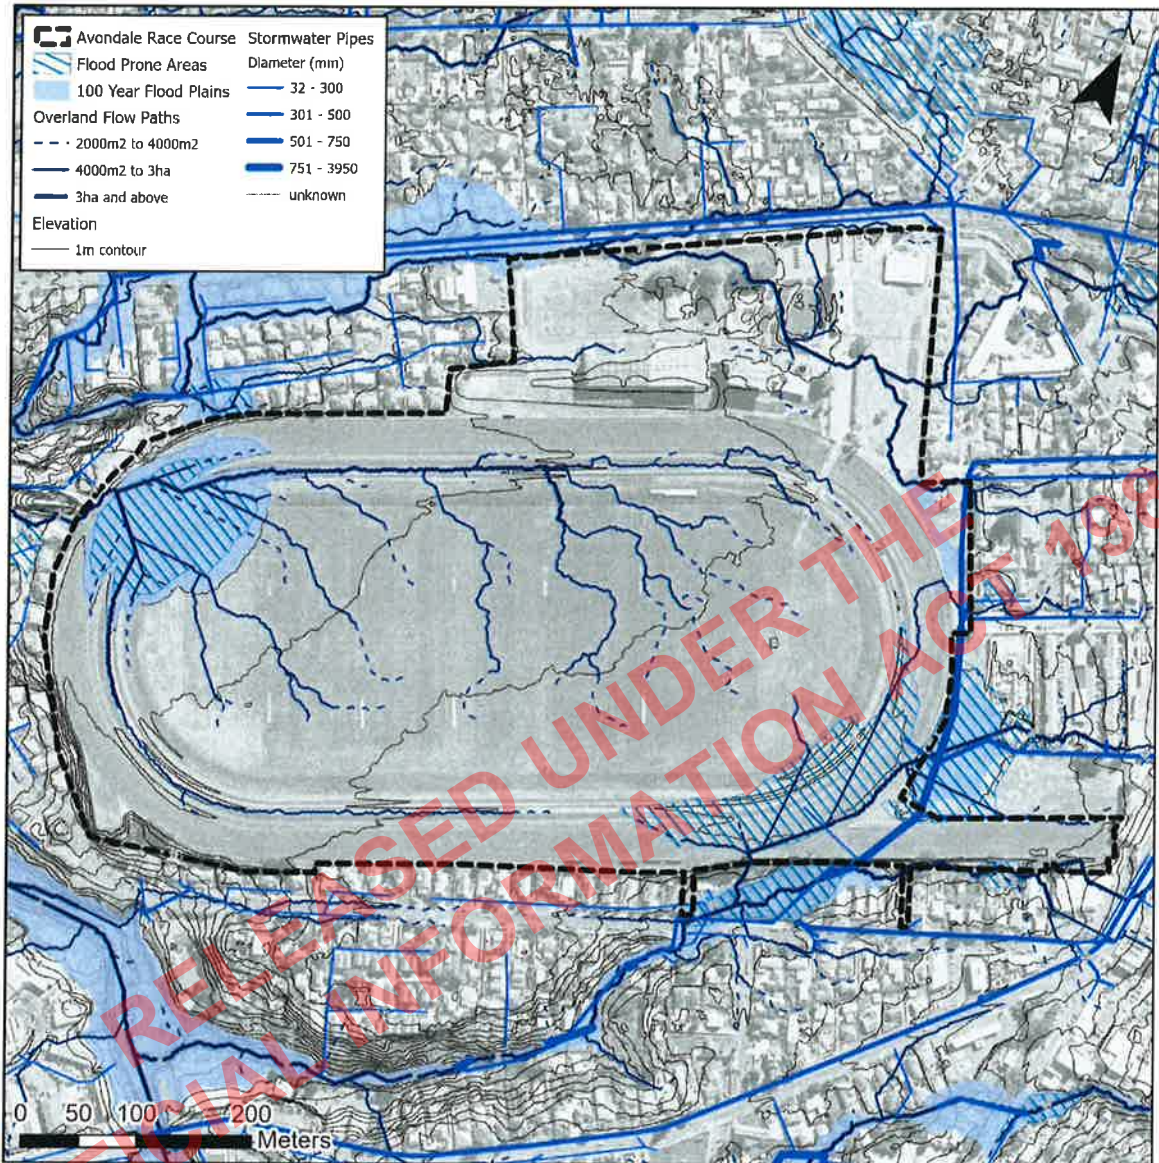 Avondale Race Course
Flood Prone Areas
100 Year Flood Plains
Overland Flow Paths
2000m2 to 4000m2
4000m2 to 3ha
3ha and above
Elevation
1m contour
Stormwater Pipes
Diameter (mm)
32 - 300
301 - 500
501 - 750
751 - 3950
unknown
N
RELEASED UNDER THE
CIAL INFORMATION ACT 198
0 50 100 200
Meters